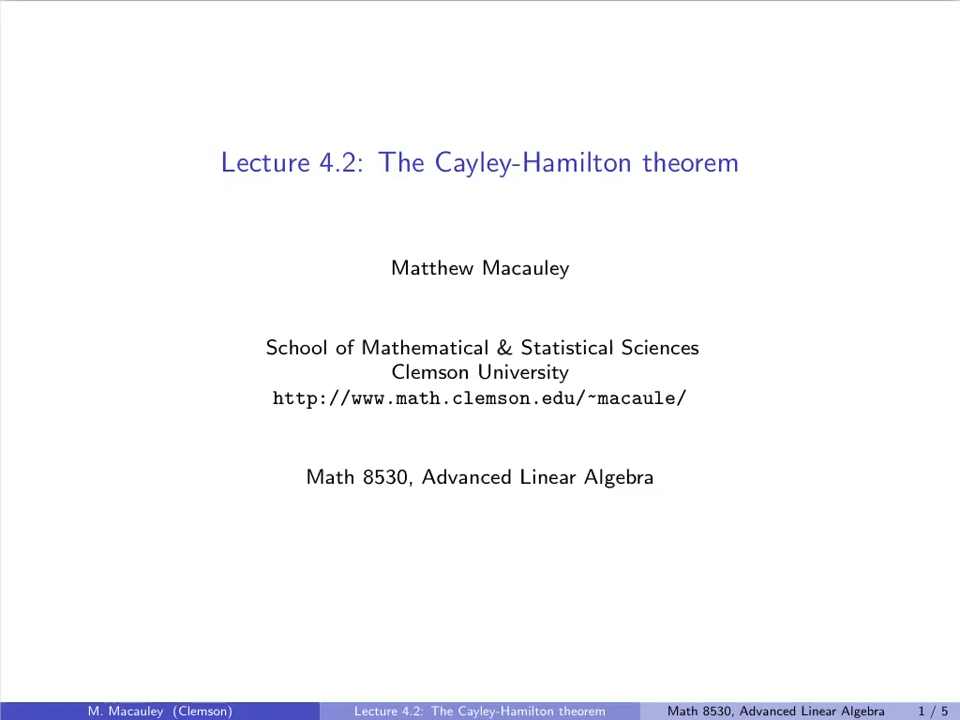 Lecture 4.2: The Cayley-Hamilton theorem
Matthew Macauley
School of Mathematical & Statistical Sciences
Clemson University
http://www.math.clemson.edu/~macaule/
Math 8530, Advanced Linear Algebra
M. Macauley (Clemson) Lecture 4.2: The Cayley-Hamilton theorem Math 8530, Advanced Linear Algebra 1 / 5